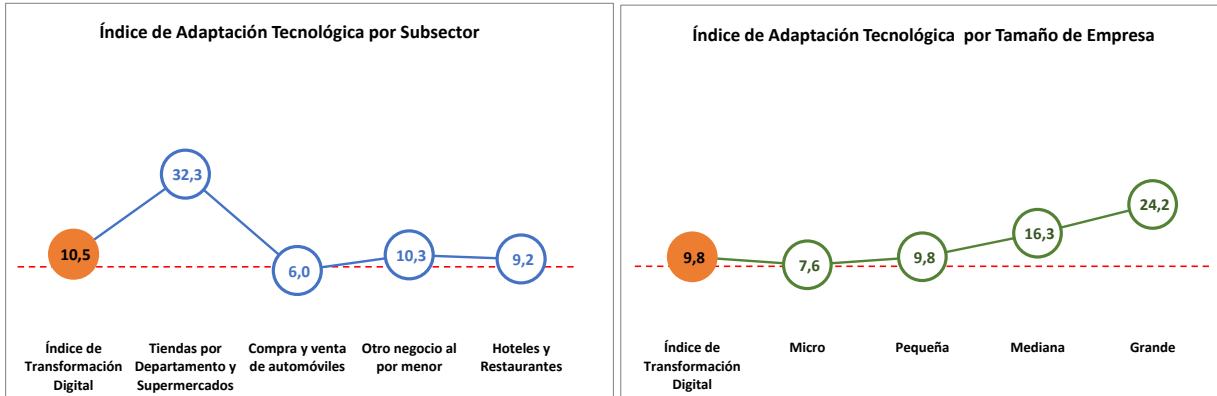 Índice de Adaptación Tecnológica por Subsector
32,3
10,5
6,0
10,3
9,2
Índice de
Transformación
Digital
Tiendas por
Departamento y
Supermercados
Compra y venta
de automóviles
Otro negocio al
por menor
Hoteles y
Restaurantes
Índice de Adaptación Tecnológica por Tamaño de Empresa
9,8
7,6
9,8
16,3
24,2
Índice de
Transformación
Digital
Micro
Pequeña
Mediana
Grande